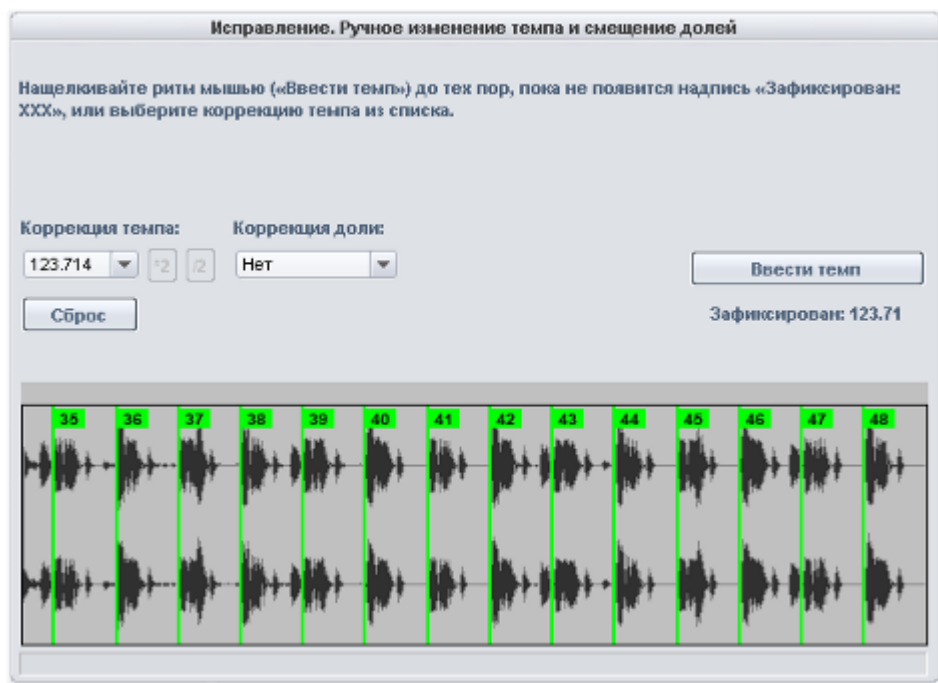 Исправление. Ручное изменение темпа и смещение долей
Нащелкивайте ритм мышью («Ввести темп») до тех пор, пока не появится надпись «Зафиксирован:
XXX», или выберите коррекцию темпа из списка.
Коррекция темпа: Коррекция доли:
123.714 *2 /2 Нет Ввести темп
Сброс Зафиксирован: 123.71
35 36 37 38 39 40 41 42 43 44 45 46 47 48